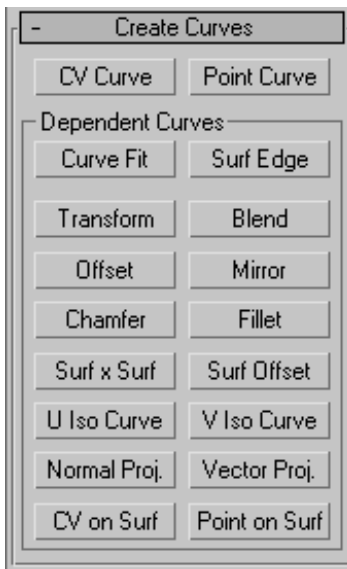 - Create Curves
CV Curve Point Curve
Dependent Curves
Curve Fit Surf Edge
Transform Blend
Offset Mirror
Chamfer Fillet
Surf x Surf Surf Offset
U Iso Curve V Iso Curve
Normal Proj. Vector Proj.
CV on Surf Point on Surf